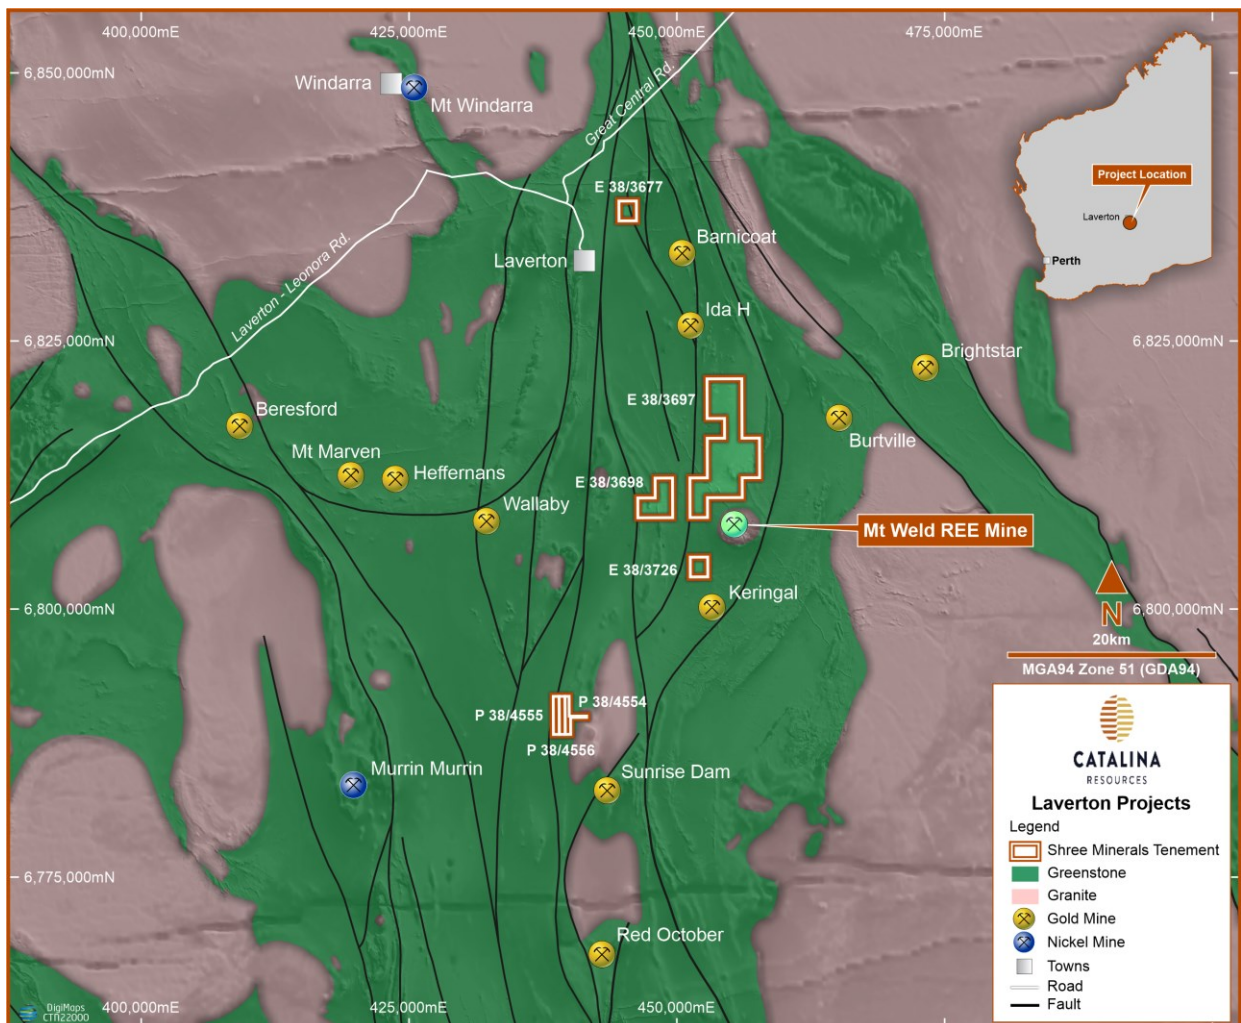 400,000mE
425,000mE
450,000mE
475,000mE
6,850,000mN
Windarra
Mt Windarra
Great Central Rd.
Project Location
Laverton
Perth
E 38/3677
Barnicoat
Laverton
Laverton - Leonora Rd.
Ida H
6,825,000mN
6,825,000mN
Brightstar
E 38/3697
Beresford
Burtville
Mt Marven
Heffernans
E 38/3698
Wallaby
Mt Weld REE Mine
E 38/3726
Keringal
6,800,000mN
6,800,000mN
N
20km
MGA94 Zone 51 (GDA94)
P 38/4554
P 38/4555
P 38/4556
Murrin Murrin
Sunrise Dam
CATALINA
RESOURCES
Laverton Projects
Legend
Shree Minerals Tenement
Greenstone
Granite
Gold Mine
Nickel Mine
Towns
Road
Fault
6,775,000mN
Red October
400,000mE
425,000mE
450,000mE
DigiMaps
CTN22000